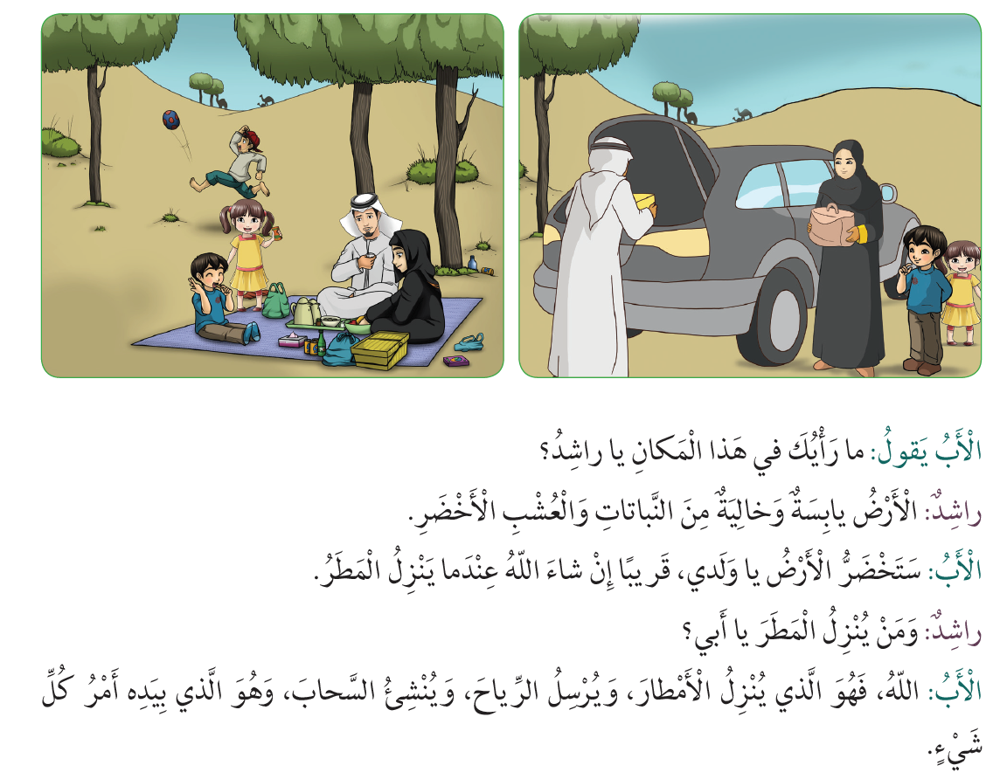 الْأَبُ يَقولُ: ما رَأْيُكَ في هَذا الْمَكانِ يا راشِدُ؟
راشِدٌ: الْأَرْضُ يابِسَةٌ وَخالِيَةٌ مِنَ النَّباتاتِ وَالْعُشْبِ الْأَخْضَرِ.
الْأَبُ: سَتَخْضَرُّ الْأَرْضُ يا وَلَدي، قَريبًا إِنْ شاءَ اللّهُ عِنْدَما يَنْزِلُ الْمَطَرُ.
راشِدٌ: وَمَنْ يُنْزِلُ الْمَطَرَ يا أَبي؟
الْأَبُ: اللّهُ، فَهُوَ الَّذي يُنْزِلُ الْأَمْطارَ، وَيُرْسِلُ الرِّياحَ، وَيُنْشِئُ السَّحابَ، وَهُوَ الَّذي بِيَدِه أَمْرُ كُلِّ
شَيْءٍ.